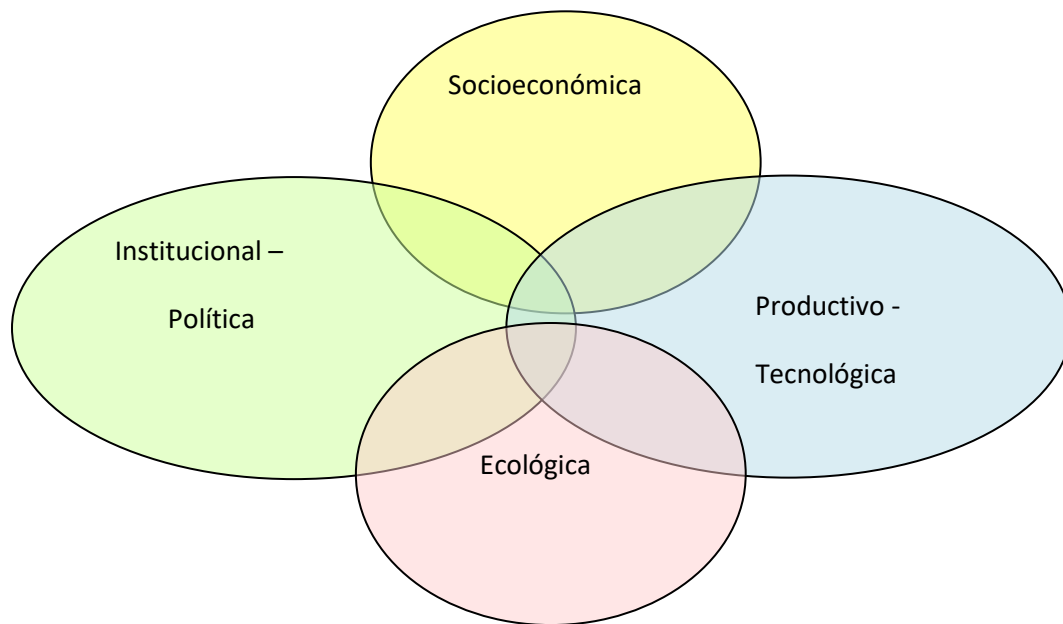 Socioeconómica
Institucional –
Política
Productivo -
Tecnológica
Ecológica